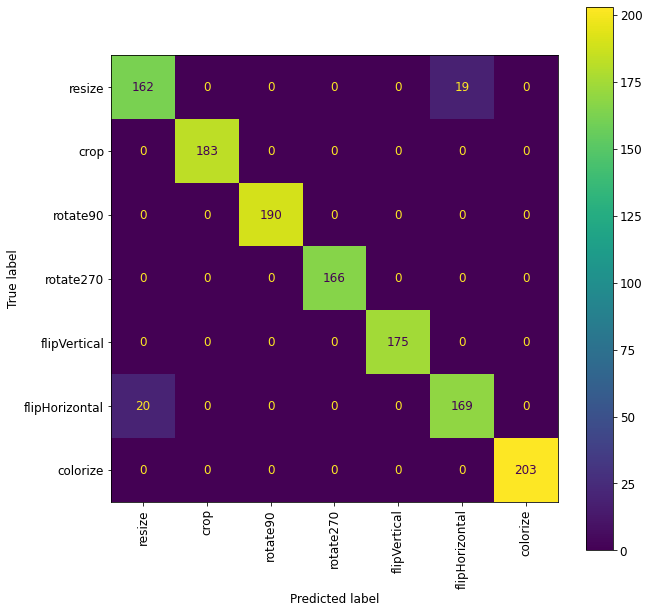 resize 162 0 0 0 0 19 0
crop 0 183 0 0 0 0 0
rotate90 0 0 190 0 0 0 0
rotate270 0 0 0 166 0 0 0
flipVertical 0 0 0 0 175 0 0
flipHorizontal 20 0 0 0 0 169 0
colorize 0 0 0 0 0 0 203
True label
resize
crop
rotate90
rotate270
flipVertical
flipHorizontal
colorize
Predicted label
200
175
150
125
100
75
50
25
0